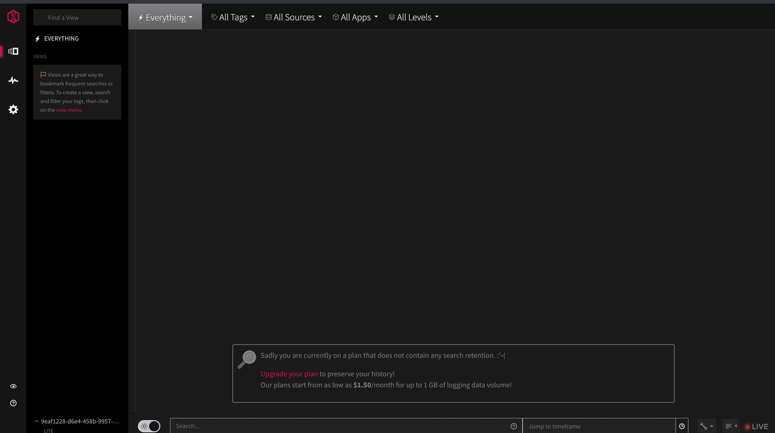 Find a View
Everything
All Tags
All Sources
All Apps
All Levels
EVERYTHING
VIEWS
Views are a great way to
bookmark frequent searches or
filters. To create a view, search
and filter your logs, then click
on the view menu.
Sadly you are currently on a plan that does not contain any search retention. :'-(
Upgrade your plan to preserve your history!
Our plans start from as low as $1.50/month for up to 1 GB of logging data volume!
9eaf1228-d6e4-458b-9957-...
LITE
Search...
Jump to timeframe
LIVE